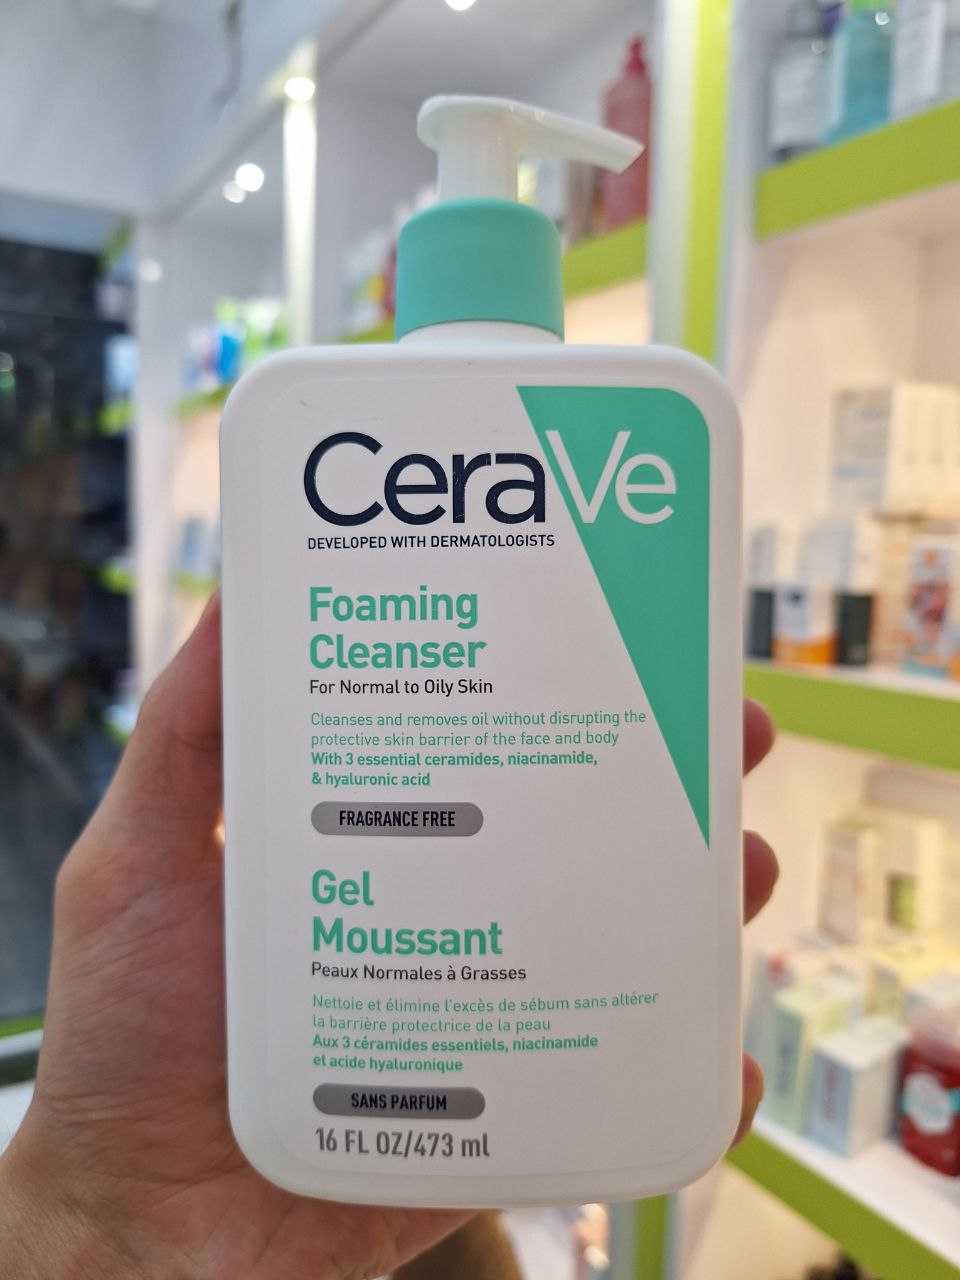 CeraVe
DEVELOPED WITH DERMATOLOGISTS
Foaming
Cleanser
For Normal to Oily Skin
Cleanses and removes oil without disrupting the
protective skin barrier of the face and body
With 3 essential ceramides, niacinamide,
& hyaluronic acid
FRAGRANCE FREE
Gel
Moussant
Peaux Normales à Grasses
Nettoie et élimine l'excès de sébum sans altérer
la barrière protectrice de la peau
Aux 3 céramides essentiels, niacinamide
et acide hyaluronique
SANS PARFUM
16 FL OZ/473 ml